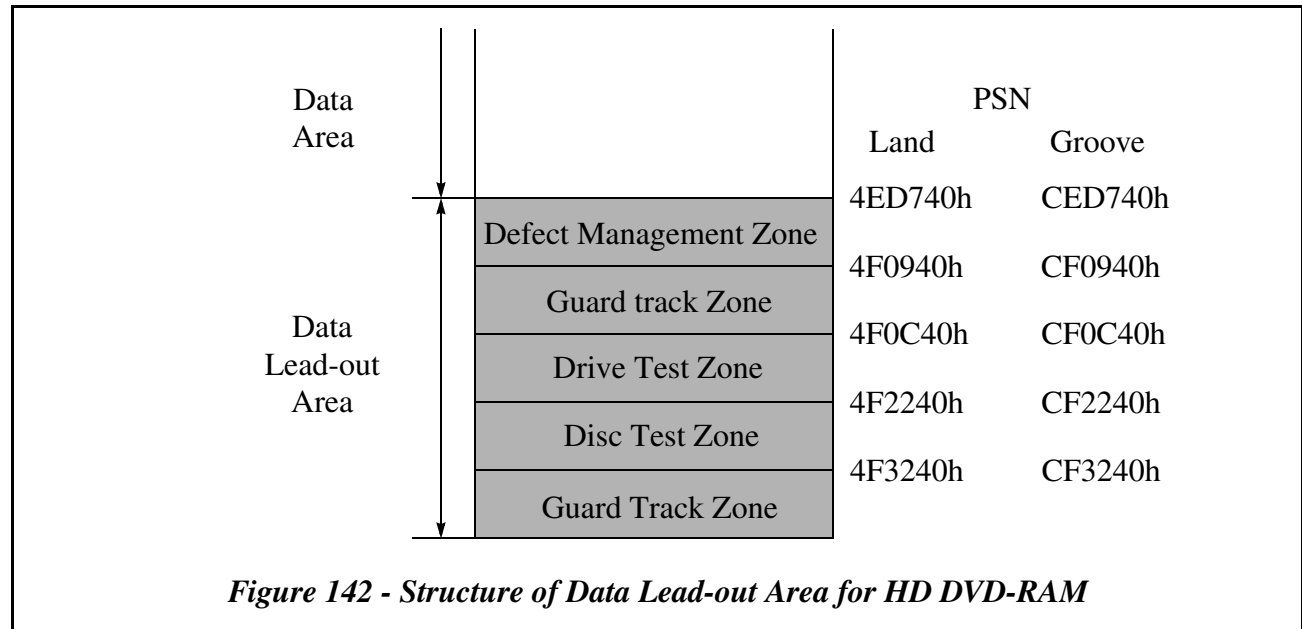 Data
Area
PSN
Land Groove
4ED740h CED740h
Defect Management Zone
4F0940h CF0940h
Guard track Zone
Data
Lead-out
Area
4F0C40h CF0C40h
Drive Test Zone
4F2240h CF2240h
Disc Test Zone
4F3240h CF3240h
Guard Track Zone
Figure 142 - Structure of Data Lead-out Area for HD DVD-RAM